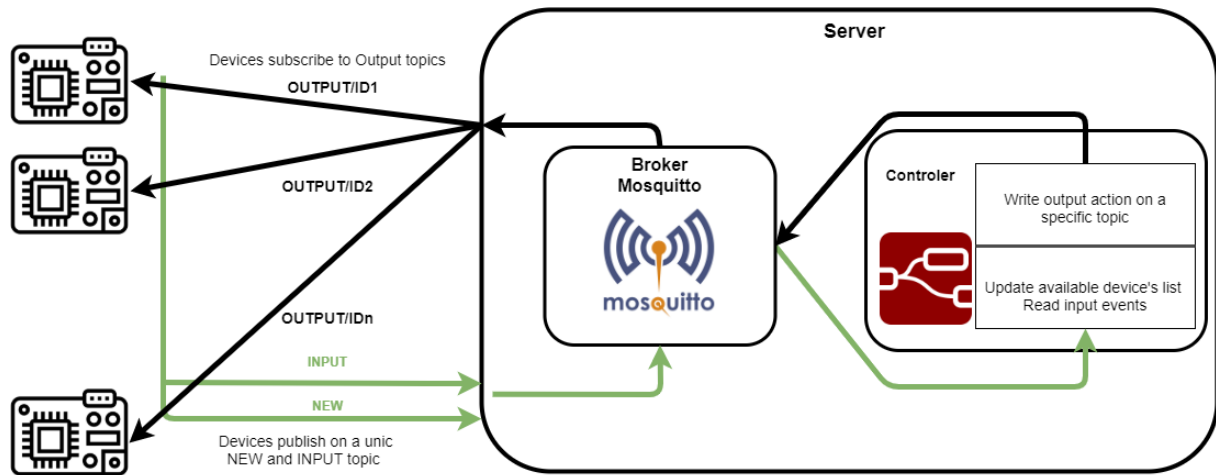 Server
Devices subscribe to Output topics
OUTPUT/ID1
OUTPUT/ID2
OUTPUT/IDn
INPUT
NEW
Devices publish on a unic
NEW and INPUT topic
Broker
Mosquitto
mosquitto
Controler
Write output action on a
specific topic
Update available device's list
Read input events